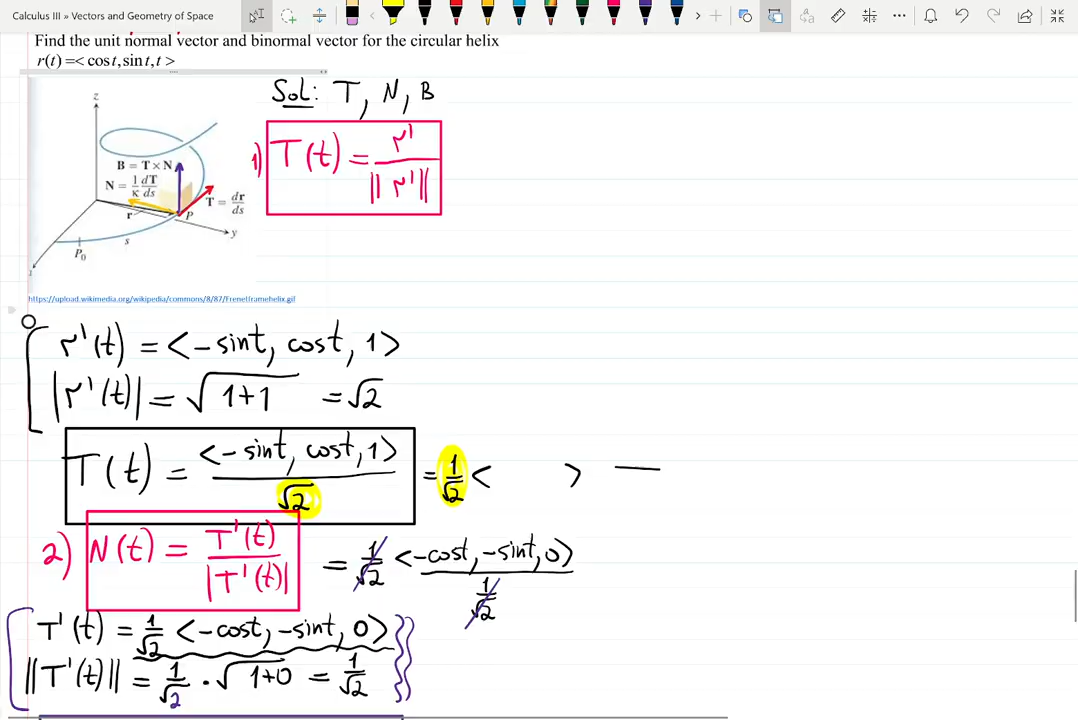 Calculus III » Vectors and Geometry of Space
Find the unit normal vector and binormal vector for the circular helix
r(t) =< cos t, sin t, t >
Sol: T, N, B
1) T(t) = r' / ||r'||
z
B = T × N
N = 1/κ dT/ds
T = dr/ds
r
P
y
s
P₀
x
https://upload.wikimedia.org/wikipedia/commons/8/87/Frenetframehelix.gif
r'(t) = <-sint, cost, 1>
|r'(t)| = √1+1 = √2
T(t) = <-sint, cost, 1> / √2 = 1/√2 < >
2) N(t) = T'(t) / |T'(t)| = 1/√2 <-cost, -sint, 0> / 1/√2
T'(t) = 1/√2 <-cost, -sint, 0>
||T'(t)|| = 1/√2 · √1+0 = 1/√2